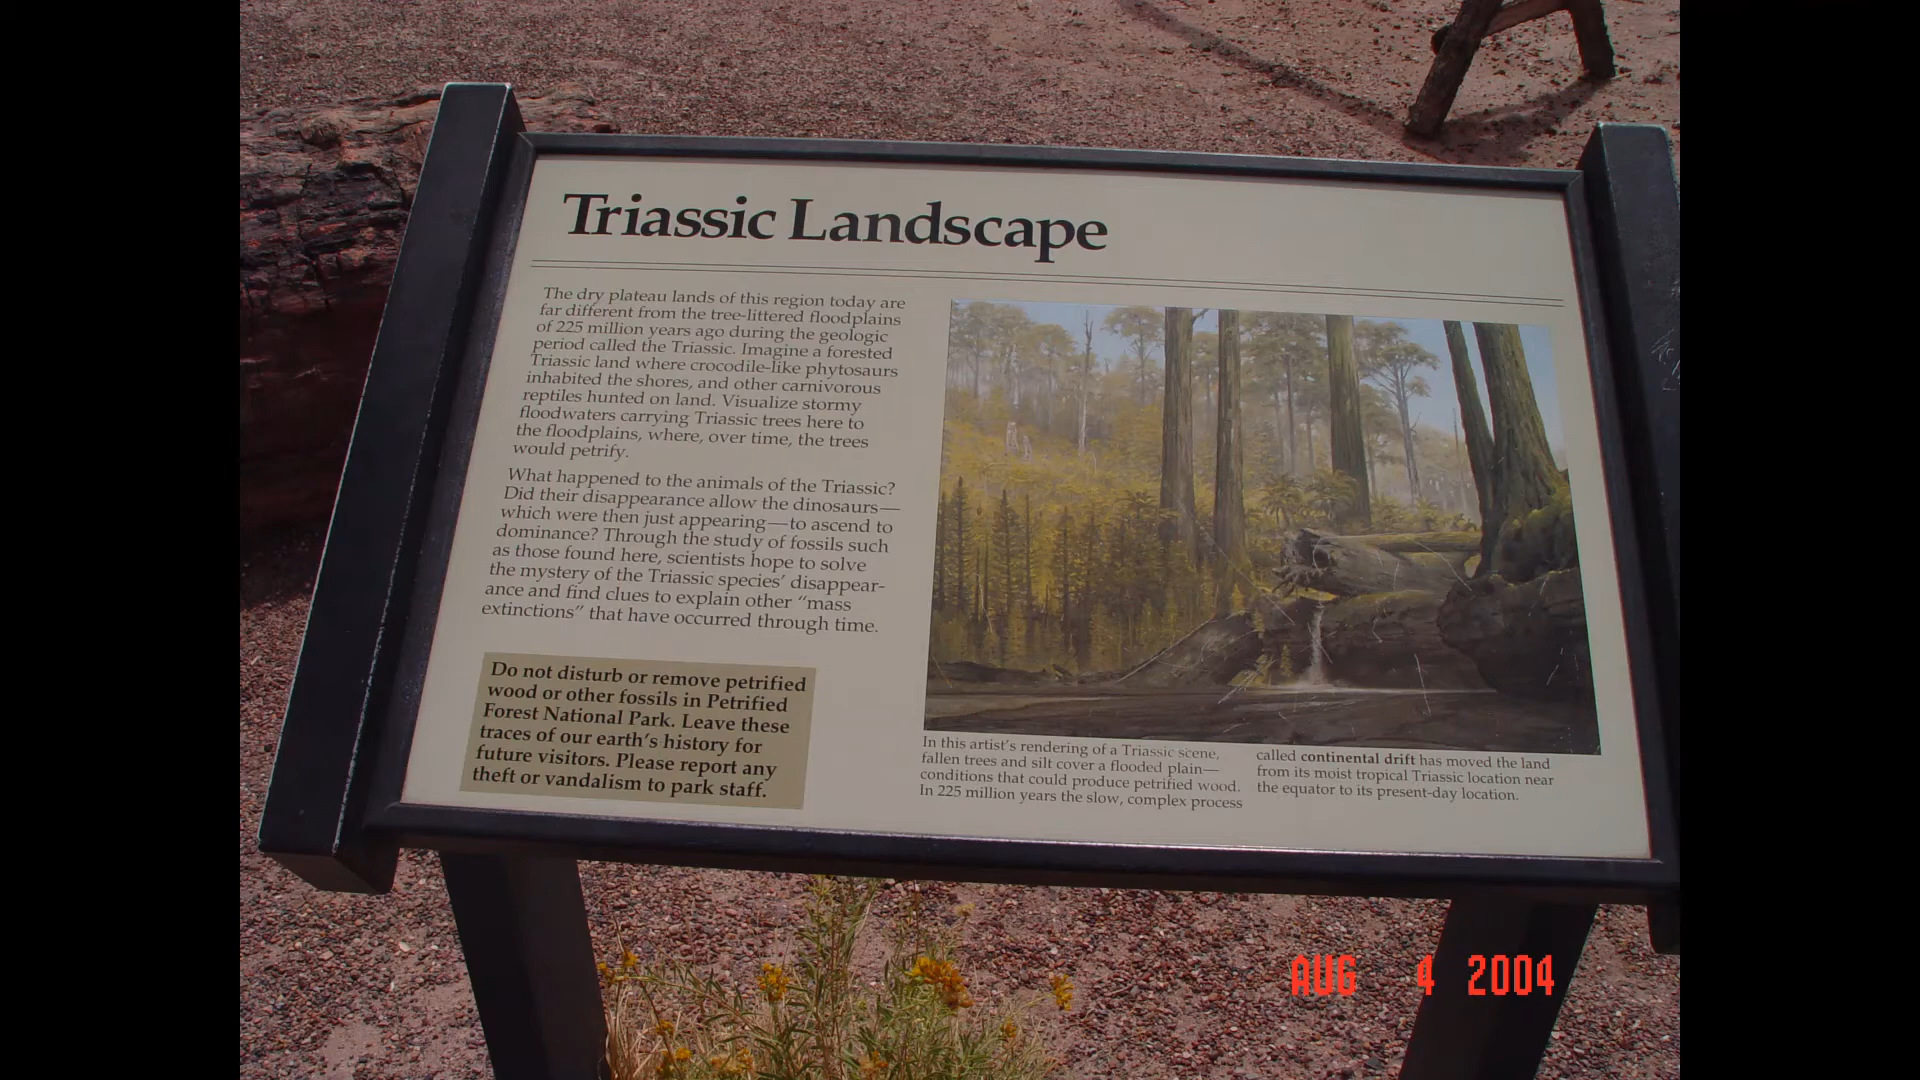 Triassic Landscape
The dry plateau lands of this region today are
far different from the tree-littered floodplains
of 225 million years ago during the geologic
period called the Triassic. Imagine a forested
Triassic land where crocodile-like phytosaurs
inhabited the shores, and other carnivorous
reptiles hunted on land. Visualize stormy
floodwaters carrying Triassic trees here to
the floodplains, where, over time, the trees
would petrify.
What happened to the animals of the Triassic?
Did their disappearance allow the dinosaurs—
which were then just appearing—to ascend to
dominance? Through the study of fossils such
as those found here, scientists hope to solve
the mystery of the Triassic species' disappear-
ance and find clues to explain other "mass
extinctions" that have occurred through time.
Do not disturb or remove petrified
wood or other fossils in Petrified
Forest National Park. Leave these
traces of our earth's history for
future visitors. Please report any
theft or vandalism to park staff.
In this artist's rendering of a Triassic scene,
fallen trees and silt cover a flooded plain—
conditions that could produce petrified wood.
In 225 million years the slow, complex process
called continental drift has moved the land
from its moist tropical Triassic location near
the equator to its present-day location.
AUG 4 2004